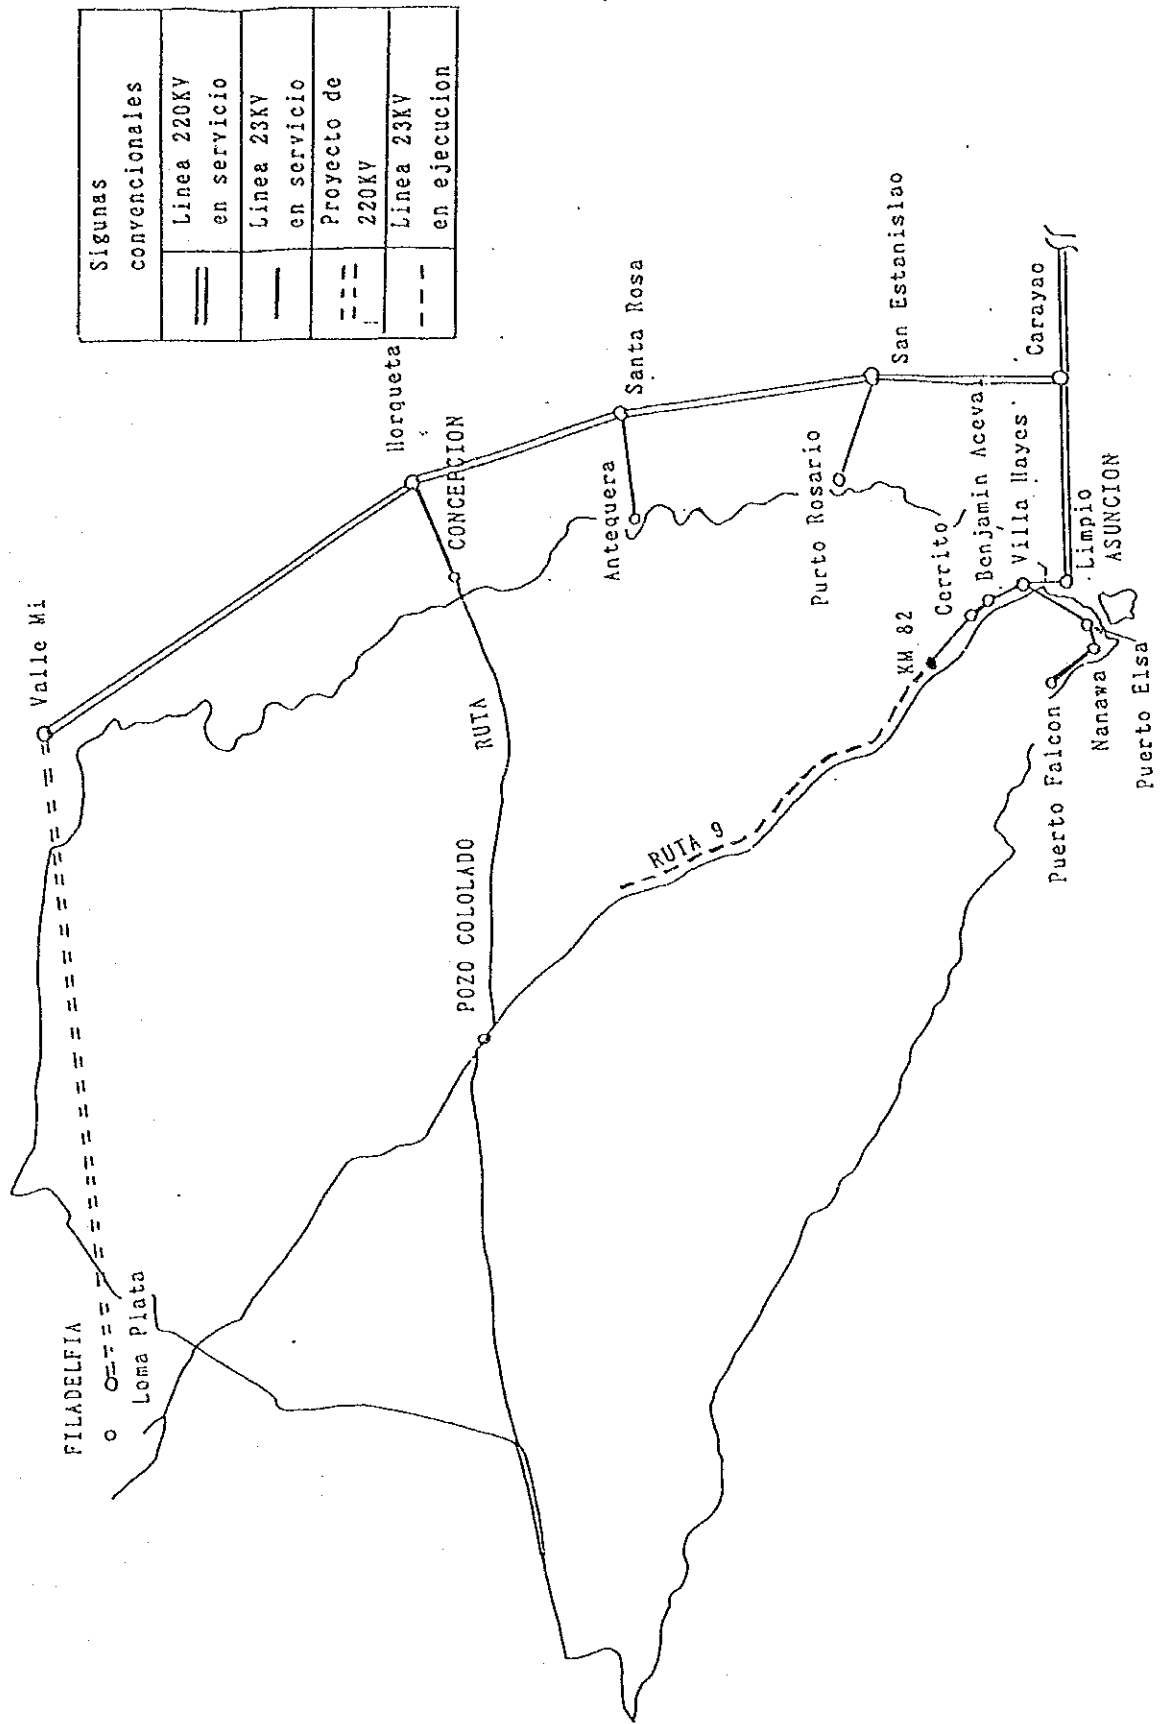 Sigunas
convencionales
Linea 220KV
en servicio
Linea 23KV
en servicio
Proyecto de
220KV
Linea 23KV
en ejecucion
FILADELFIA
Loma Plata
Valle Mi
Horqueta
CONCEPCION
RUTA
POZO COLOLADO
Santa Rosa
Antequera
San Estanislao
Purto Rosario
RUTA 9
KM 82
Cerrito
Benjamin Aceval
Villa Hayes
Carayao
Limpio
ASUNCION
Puerto Falcon
Nanawa
Puerto Elsa